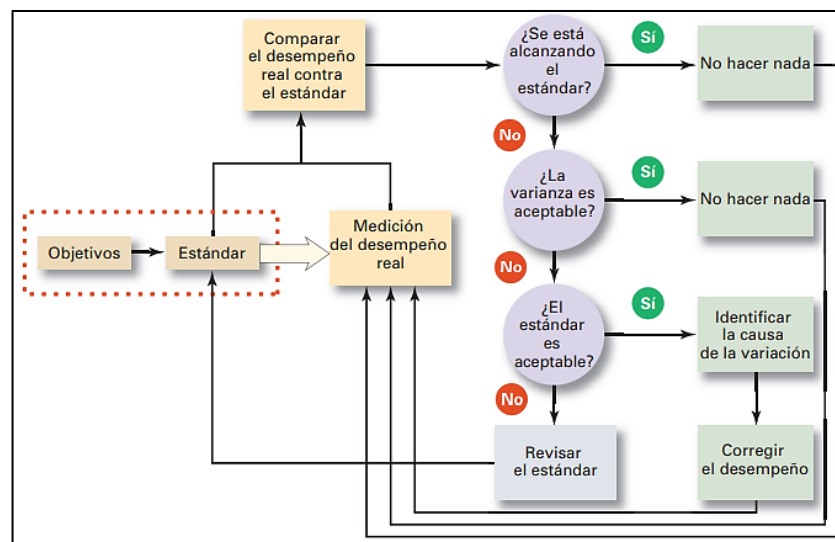 Comparar
el desempeño
real contra
el estándar
¿Se está
alcanzando
el
estándar?
Sí
No hacer nada
No
¿La
varianza es
aceptable?
Sí
No hacer nada
Objetivos
Estándar
Medición
del desempeño
real
No
¿El
estándar
es
aceptable?
Sí
Identificar
la causa
de la variación
No
Revisar
el estándar
Corregir
el desempeño